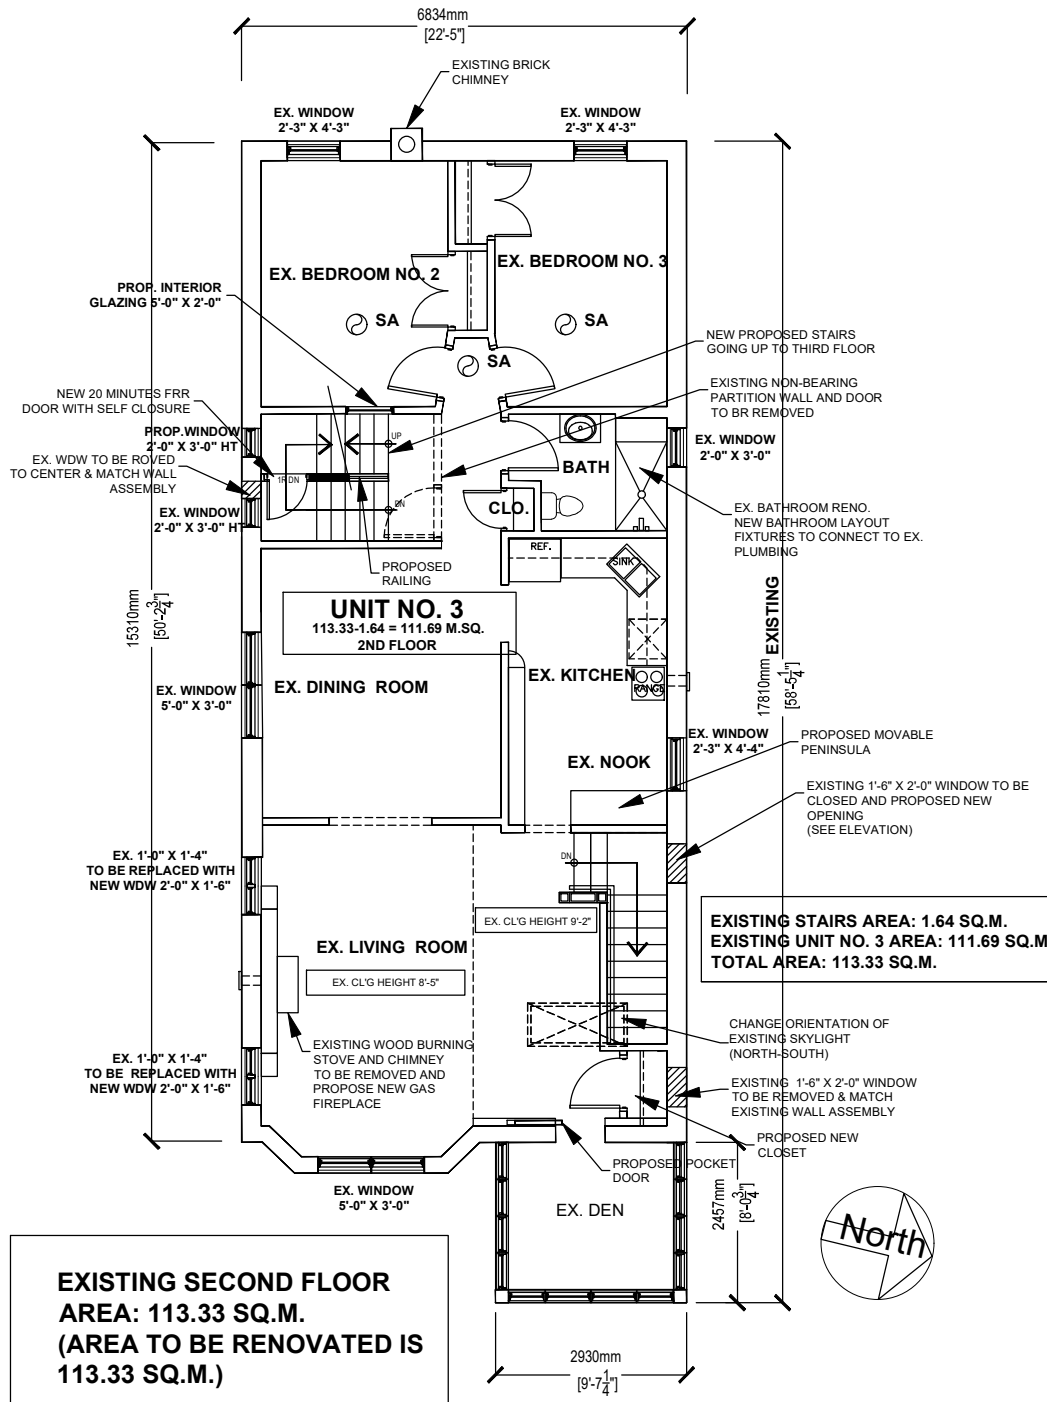 6834mm
[22'-5"]
EXISTING BRICK
CHIMNEY
EX. WINDOW
2'-3" X 4'-3"
EX. WINDOW
2'-3" X 4'-3"
EX. BEDROOM NO. 2
EX. BEDROOM NO. 3
PROP. INTERIOR
GLAZING 5'-0" X 2'-0"
SA
SA
SA
NEW PROPOSED STAIRS
GOING UP TO THIRD FLOOR
NEW 20 MINUTES FRR
DOOR WITH SELF CLOSURE
EXISTING NON-BEARING
PARTITION WALL AND DOOR
TO BR REMOVED
PROP.WINDOW
2'-0" X 3'-0" HT
UP
EX. WINDOW
2'-0" X 3'-0"
EX. WDW TO BE ROVED
TO CENTER & MATCH WALL
ASSEMBLY
1R DN
BATH
DN
CLO.
EX. WINDOW
2'-0" X 3'-0" HT
EX. BATHROOM RENO.
NEW BATHROOM LAYOUT
FIXTURES TO CONNECT TO EX.
PLUMBING
REF.
SINK
PROPOSED
RAILING
15310mm
[50'-2 3/4"]
UNIT NO. 3
113.33-1.64 = 111.69 M.SQ.
2ND FLOOR
EXISTING
17810mm
[58'-5 1/4"]
EX. WINDOW
5'-0" X 3'-0"
EX. DINING ROOM
EX. KITCHEN
RANGE
EX. WINDOW
2'-3" X 4'-4"
EX. NOOK
PROPOSED MOVABLE
PENINSULA
EXISTING 1'-6" X 2'-0" WINDOW TO BE
CLOSED AND PROPOSED NEW
OPENING
(SEE ELEVATION)
EX. 1'-0" X 1'-4"
TO BE REPLACED WITH
NEW WDW 2'-0" X 1'-6"
DN
EX. CL'G HEIGHT 9'-2"
EXISTING STAIRS AREA: 1.64 SQ.M.
EXISTING UNIT NO. 3 AREA: 111.69 SQ.M
TOTAL AREA: 113.33 SQ.M.
EX. LIVING ROOM
EX. CL'G HEIGHT 8'-5"
EXISTING WOOD BURNING
STOVE AND CHIMNEY
TO BE REMOVED AND
PROPOSE NEW GAS
FIREPLACE
CHANGE ORIENTATION OF
EXISTING SKYLIGHT
(NORTH-SOUTH)
EX. 1'-0" X 1'-4"
TO BE REPLACED WITH
NEW WDW 2'-0" X 1'-6"
EXISTING 1'-6" X 2'-0" WINDOW
TO BE REMOVED & MATCH
EXISTING WALL ASSEMBLY
PROPOSED NEW
CLOSET
PROPOSED POCKET
DOOR
EX. WINDOW
5'-0" X 3'-0"
EX. DEN
2457mm
[8'-0 3/4"]
North
EXISTING SECOND FLOOR
AREA: 113.33 SQ.M.
(AREA TO BE RENOVATED IS
113.33 SQ.M.)
2930mm
[9'-7 1/4"]